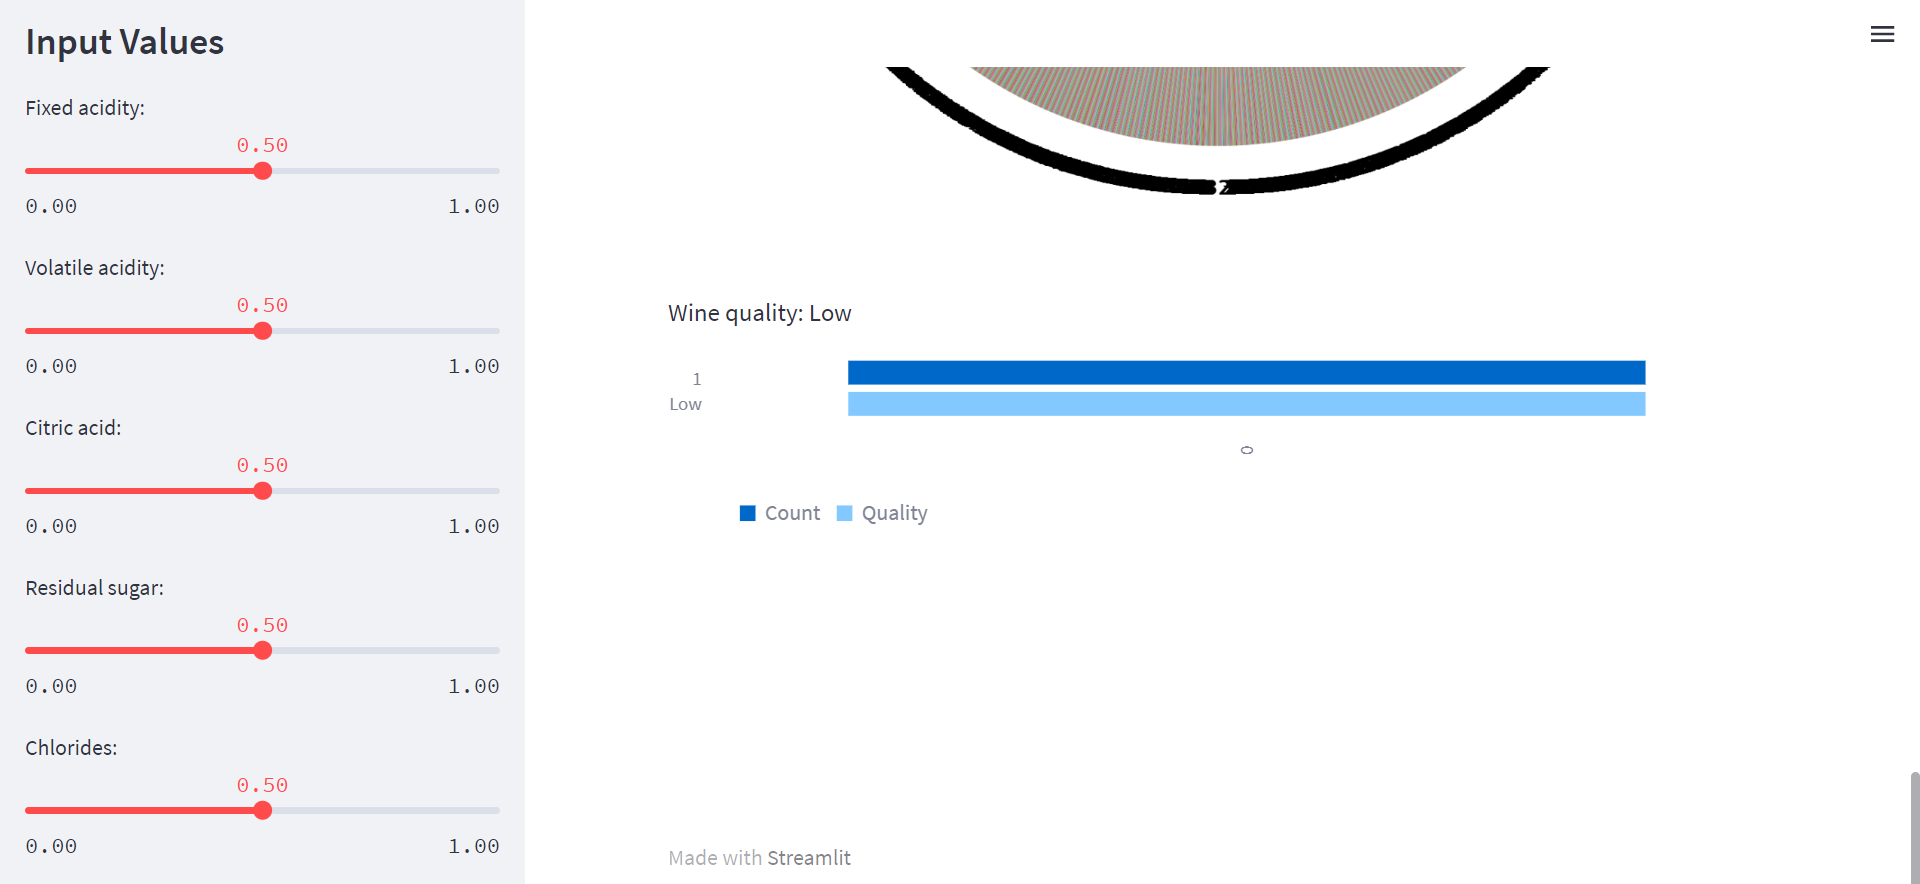 Input Values
Fixed acidity:
0.50
0.00 1.00
Volatile acidity:
0.50
0.00 1.00
Citric acid:
0.50
0.00 1.00
Residual sugar:
0.50
0.00 1.00
Chlorides:
0.50
0.00 1.00
Wine quality: Low
1
Low
0
Count Quality
Made with Streamlit